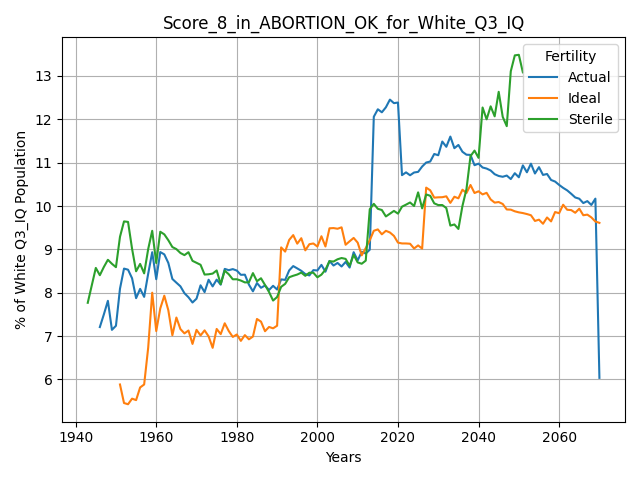 Score_8_in_ABORTION_OK_for_White_Q3_IQ
% of White Q3_IQ Population
13
12
11
10
9
8
7
6
Fertility
Actual
Ideal
Sterile
1940 1960 1980 2000 2020 2040 2060
Years